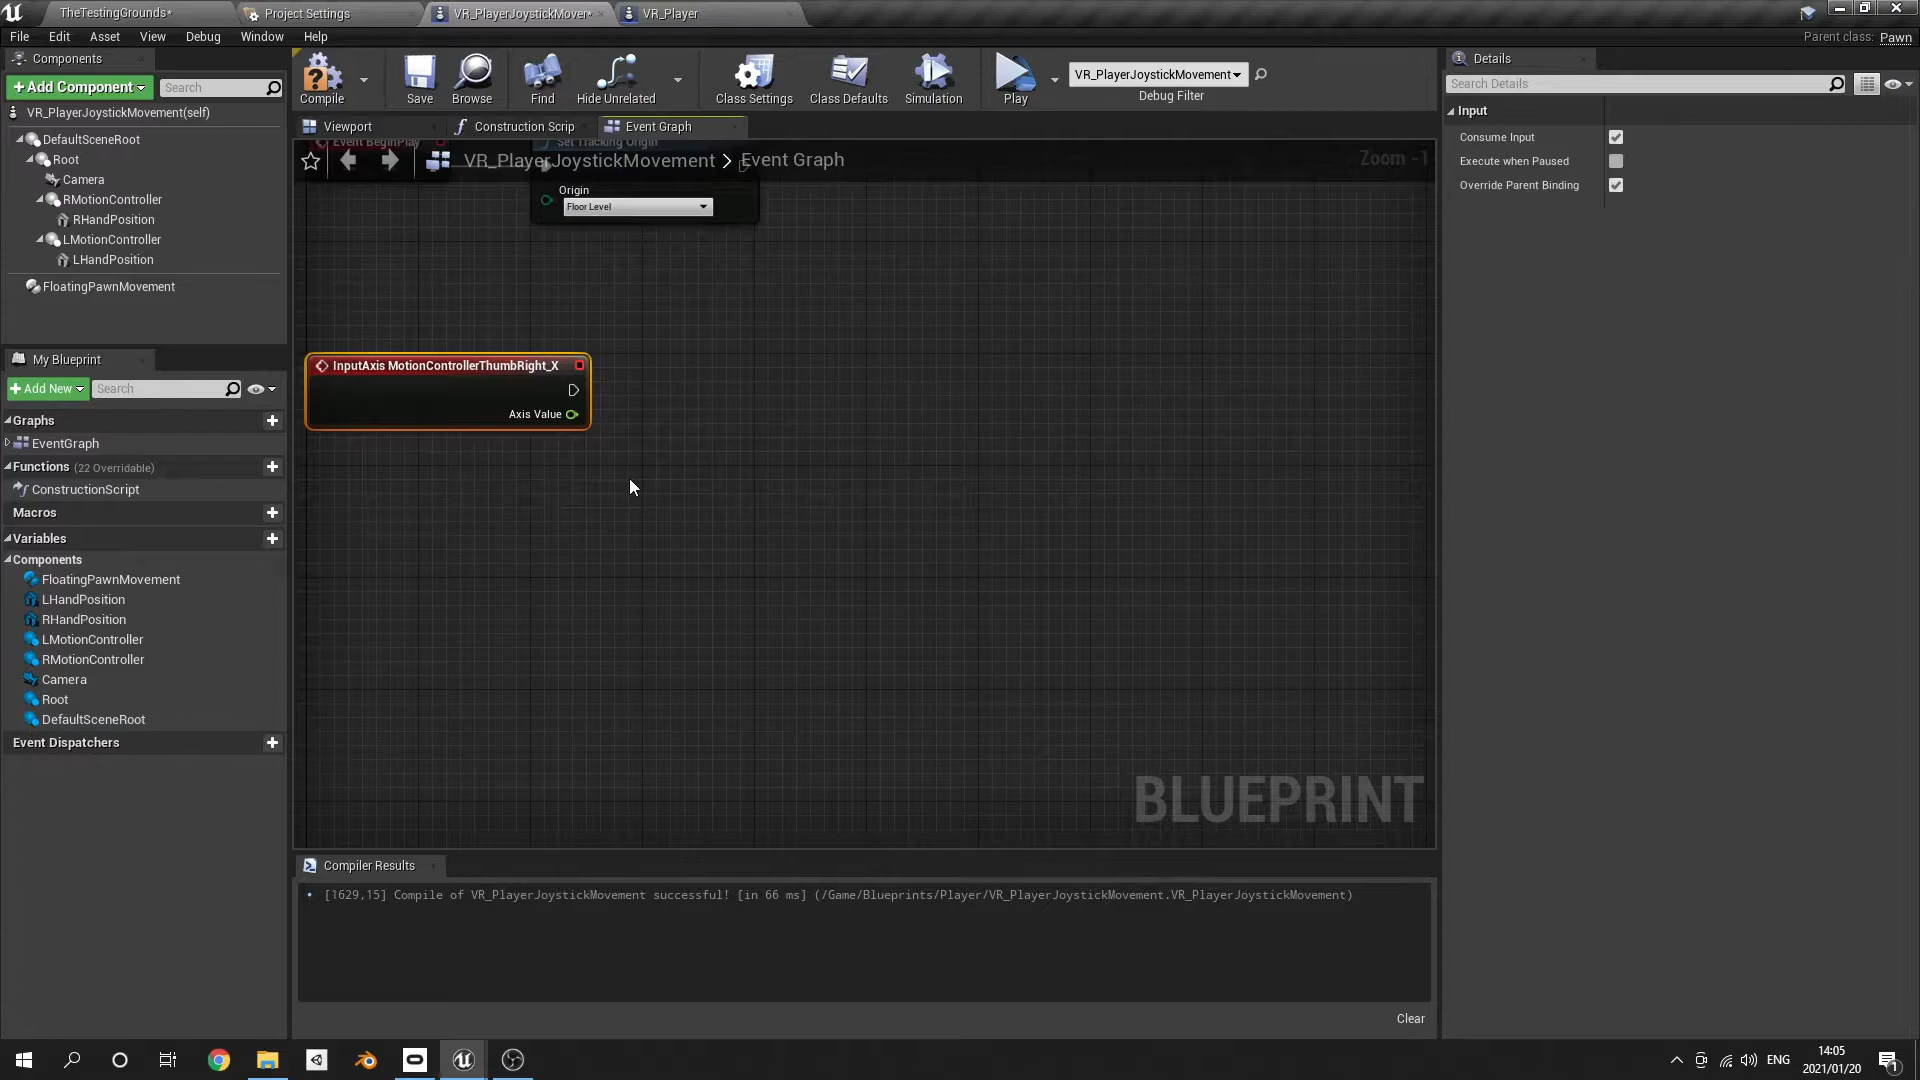 TheTestingGrounds*
Project Settings
VR_PlayerJoystickMover*
VR_Player
File Edit Asset View Debug Window Help
Parent class: Pawn
Components
+Add Component
Search
VR_PlayerJoystickMovement(self)
DefaultSceneRoot
Root
Camera
RMotionController
RHandPosition
LMotionController
LHandPosition
FloatingPawnMovement
My Blueprint
+Add New
Search
Graphs
EventGraph
Functions (22 Overridable)
ConstructionScript
Macros
Variables
Components
FloatingPawnMovement
LHandPosition
RHandPosition
LMotionController
RMotionController
Camera
Root
DefaultSceneRoot
Event Dispatchers
Compile
Save
Browse
Find
Hide Unrelated
Class Settings
Class Defaults
Simulation
Play
VR_PlayerJoystickMovement
Debug Filter
Viewport
Construction Scrip
Event Graph
Event BeginPlay
Set Tracking Origin
VR_PlayerJoystickMovement > Event Graph
Zoom -1
Origin
Floor Level
InputAxis MotionControllerThumbRight_X
Axis Value
BLUEPRINT
Compiler Results
• [1629,15] Compile of VR_PlayerJoystickMovement successful! [in 66 ms] (/Game/Blueprints/Player/VR_PlayerJoystickMovement.VR_PlayerJoystickMovement)
Clear
Details
Search Details
Input
Consume Input
Execute when Paused
Override Parent Binding
ENG
14:05
2021/01/20
1